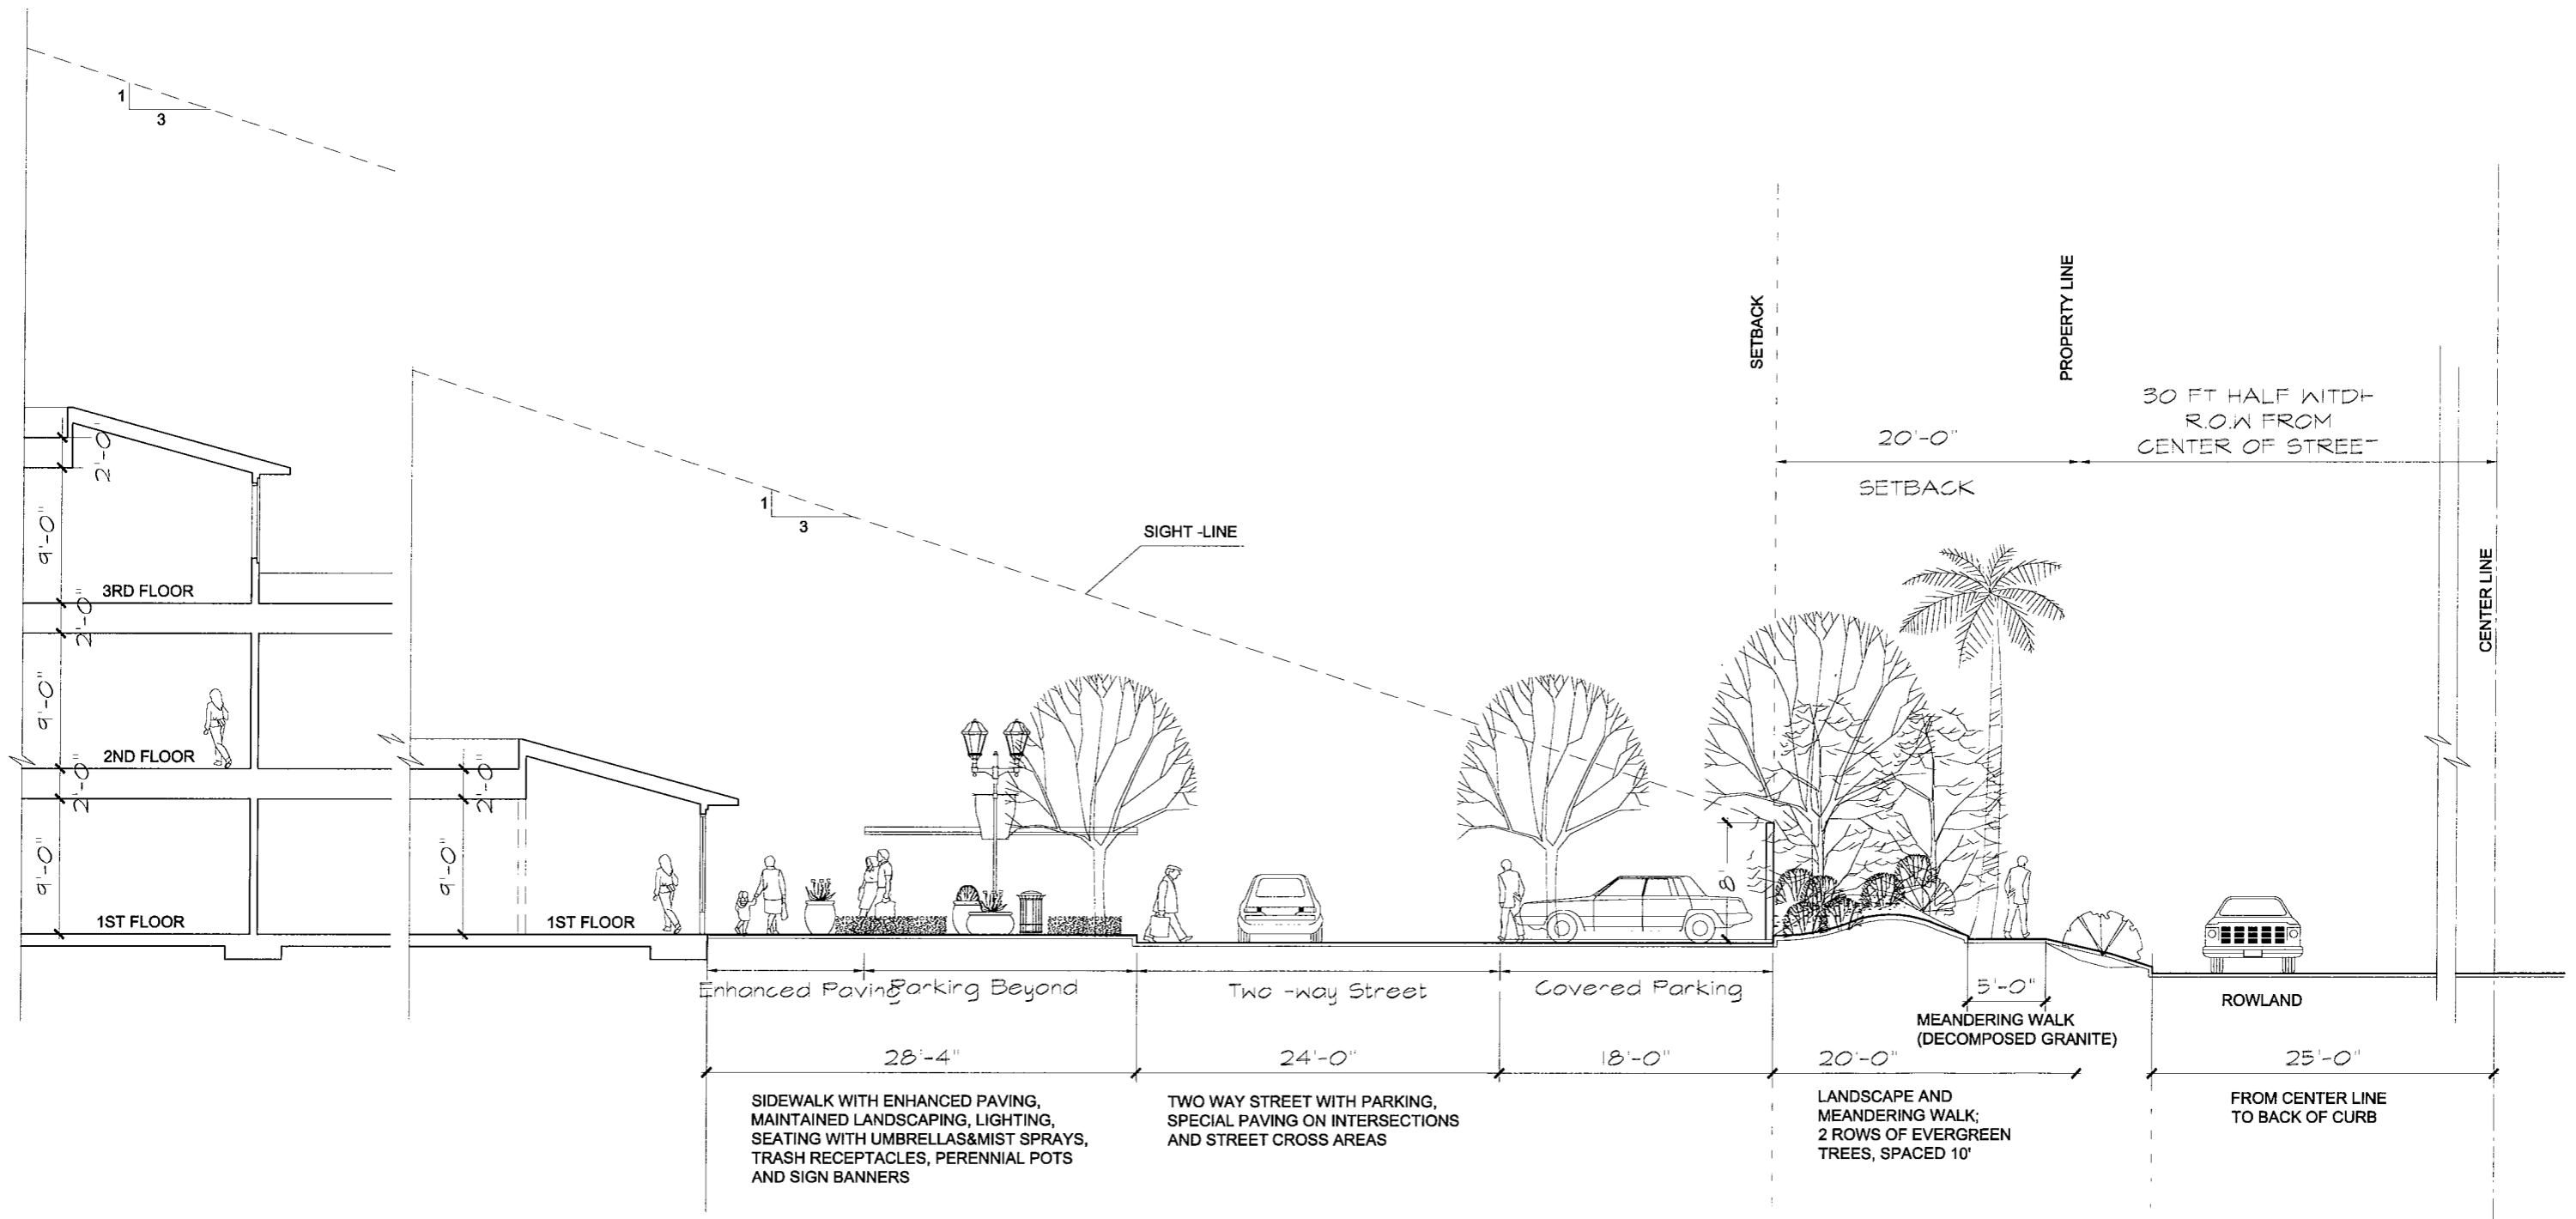 1
3
SETBACK
PROPERTY LINE
30 FT HALF WITDH
R.O.W FROM
CENTER OF STREET
20'-0"
SETBACK
2'-0"
1
3
SIGHT -LINE
9'-0"
CENTER LINE
3RD FLOOR
2'-0"
9'-0"
2ND FLOOR
2'-0"
2'-0"
9'-0"
9'-0"
8'
1ST FLOOR
1ST FLOOR
Enhanced Paving
Parking Beyond
Two -way Street
Covered Parking
5'-0"
ROWLAND
MEANDERING WALK
(DECOMPOSED GRANITE)
28'-4"
24'-0"
18'-0"
20'-0"
25'-0"
SIDEWALK WITH ENHANCED PAVING,
MAINTAINED LANDSCAPING, LIGHTING,
SEATING WITH UMBRELLAS&MIST SPRAYS,
TRASH RECEPTACLES, PERENNIAL POTS
AND SIGN BANNERS
TWO WAY STREET WITH PARKING,
SPECIAL PAVING ON INTERSECTIONS
AND STREET CROSS AREAS
LANDSCAPE AND
MEANDERING WALK;
2 ROWS OF EVERGREEN
TREES, SPACED 10'
FROM CENTER LINE
TO BACK OF CURB